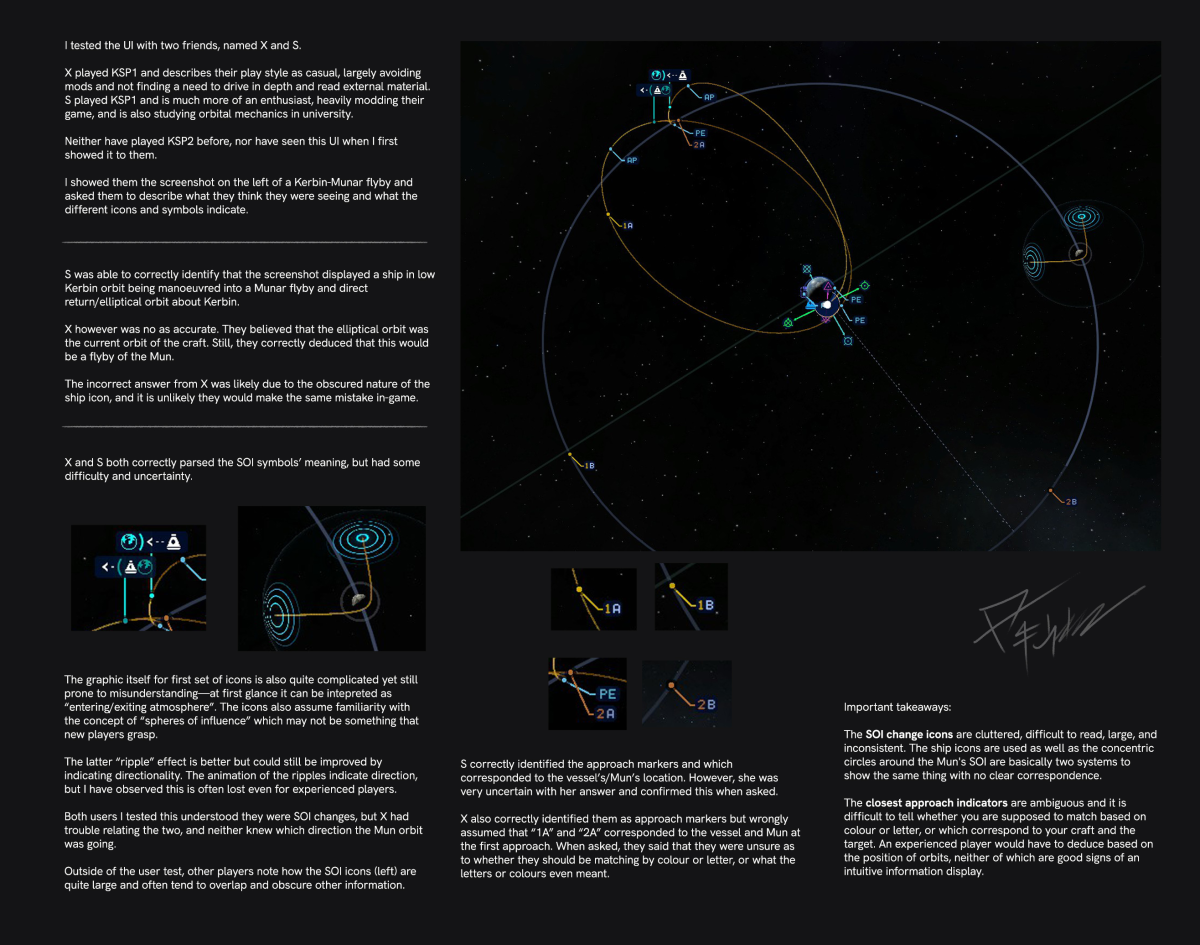 I tested the UI with two friends, named X and S.
X played KSP1 and describes their play style as casual, largely avoiding
mods and not finding a need to drive in depth and read external material.
S played KSP1 and is much more of an enthusiast, heavily modding their
game, and is also studying orbital mechanics in university.
Neither have played KSP2 before, nor have seen this UI when I first
showed it to them.
I showed them the screenshot on the left of a Kerbin-Munar flyby and
asked them to describe what they think they were seeing and what the
different icons and symbols indicate.
S was able to correctly identify that the screenshot displayed a ship in low
Kerbin orbit being manoeuvred into a Munar flyby and direct
return/elliptical orbit about Kerbin.
X however was no as accurate. They believed that the elliptical orbit was
the current orbit of the craft. Still, they correctly deduced that this would
be a flyby of the Mun.
The incorrect answer from X was likely due to the obscured nature of the
ship icon, and it is unlikely they would make the same mistake in-game.
X and S both correctly parsed the SOI symbols' meaning, but had some
difficulty and uncertainty.
The graphic itself for first set of icons is also quite complicated yet still
prone to misunderstanding—at first glance it can be intepreted as
“entering/exiting atmosphere”. The icons also assume familiarity with
the concept of “spheres of influence” which may not be something that
new players grasp.
The latter “ripple” effect is better but could still be improved by
indicating directionality. The animation of the ripples indicate direction,
but I have observed this is often lost even for experienced players.
Both users I tested this understood they were SOI changes, but X had
trouble relating the two, and neither knew which direction the Mun orbit
was going.
Outside of the user test, other players note how the SOI icons (left) are
quite large and often tend to overlap and obscure other information.
AP
PE
2A
AP
1A
PE
PE
1B
2B
1A
1B
PE
2A
2B
S correctly identified the approach markers and which
corresponded to the vessel's/Mun's location. However, she was
very uncertain with her answer and confirmed this when asked.
X also correctly identified them as approach markers but wrongly
assumed that “1A” and “2A” corresponded to the vessel and Mun at
the first approach. When asked, they said that they were unsure as
to whether they should be matching by colour or letter, or what the
letters or colours even meant.
Important takeaways:
The SOI change icons are cluttered, difficult to read, large, and
inconsistent. The ship icons are used as well as the concentric
circles around the Mun's SOI are basically two systems to
show the same thing with no clear correspondence.
The closest approach indicators are ambiguous and it is
difficult to tell whether you are supposed to match based on
colour or letter, or which correspond to your craft and the
target. An experienced player would have to deduce based on
the position of orbits, neither of which are good signs of an
intuitive information display.